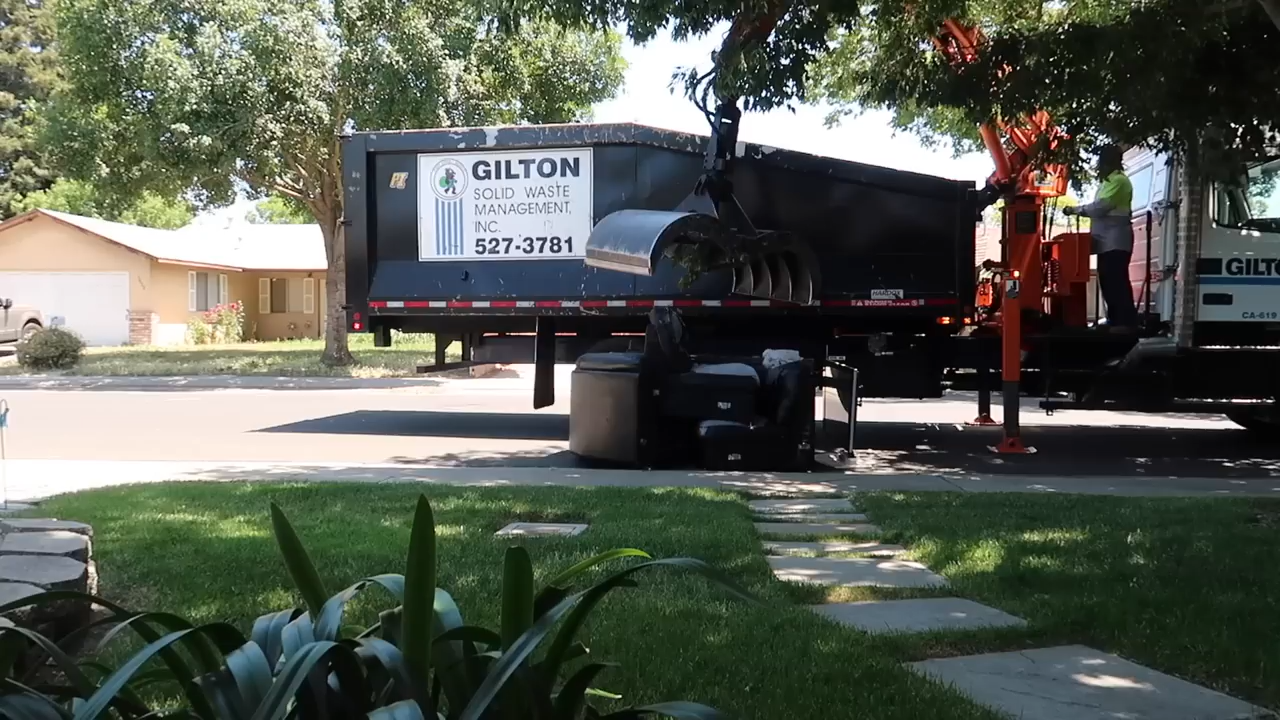 GILTON
SOLID WASTE
MANAGEMENT,
INC.
527-3781
GILTO
CA-619